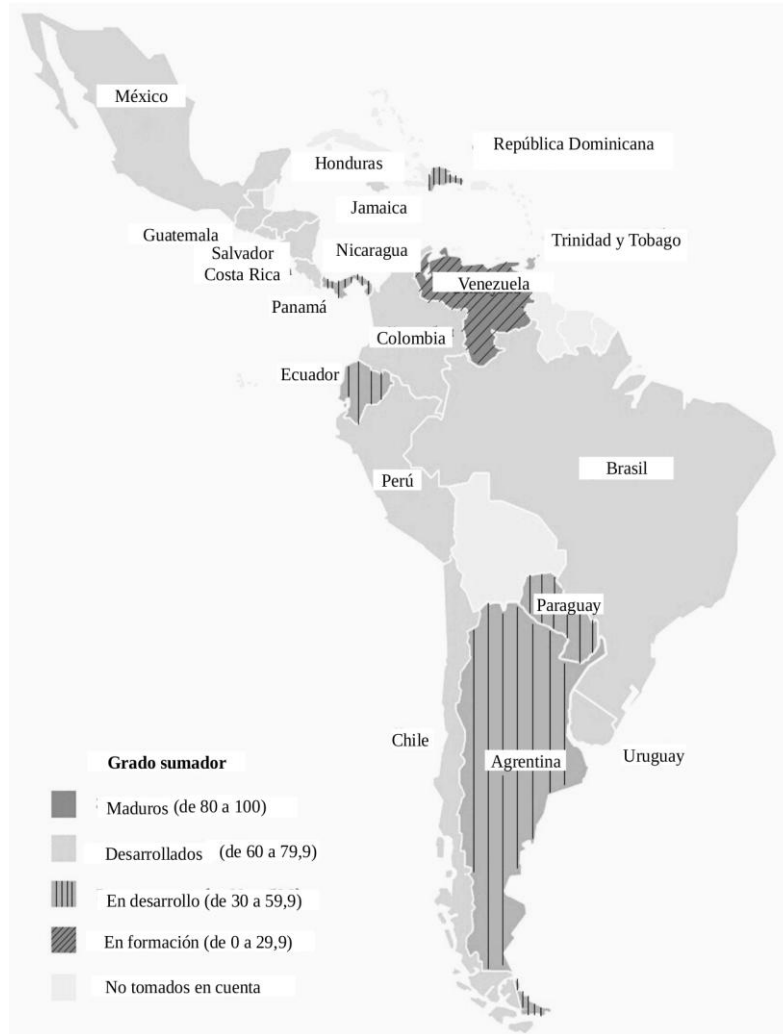 México
República Dominicana
Honduras
Jamaica
Guatemala
Nicaragua
Trinidad y Tobago
Salvador
Costa Rica
Venezuela
Panamá
Colombia
Ecuador
Brasil
Perú
Paraguay
Chile
Agrentina
Uruguay
Grado sumador
Maduros (de 80 a 100)
Desarrollados (de 60 a 79,9)
En desarrollo (de 30 a 59,9)
En formación (de 0 a 29,9)
No tomados en cuenta